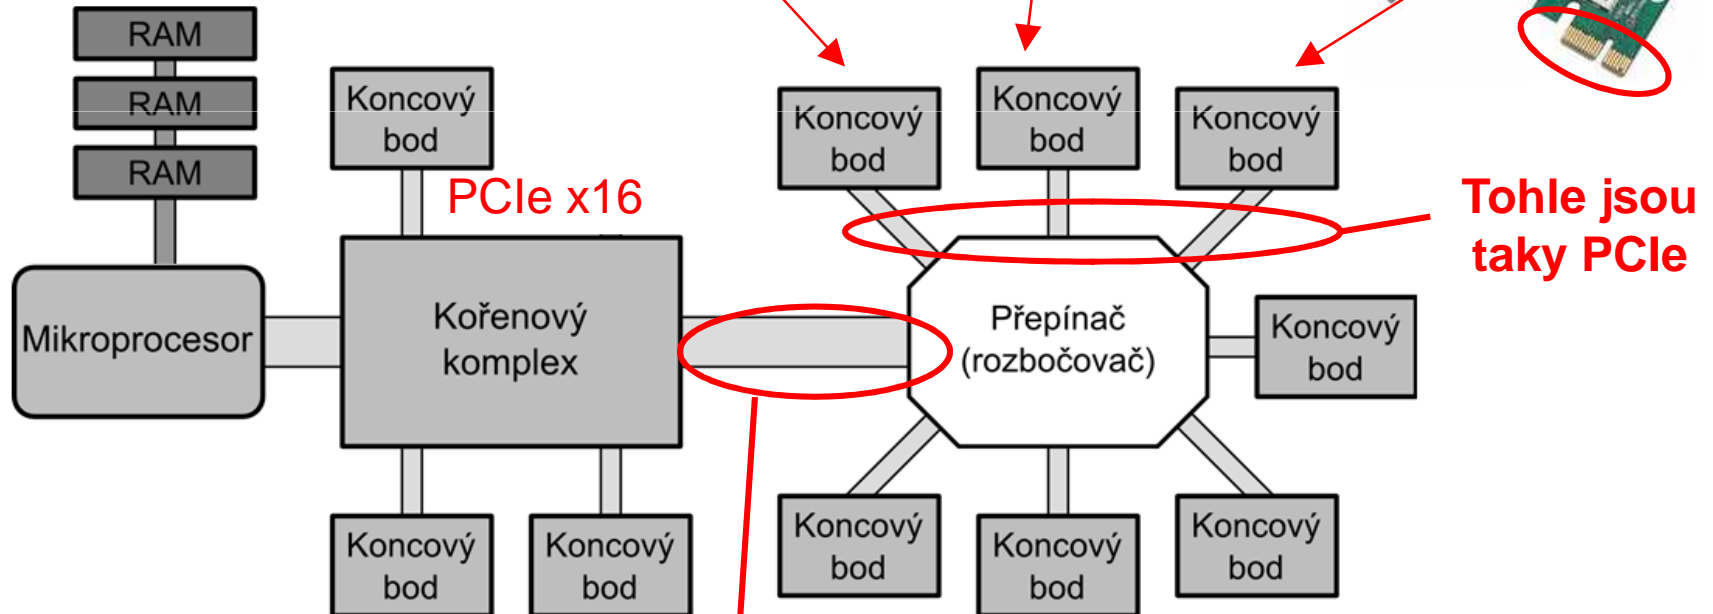 RAM
RAM
RAM
Mikroprocesor
Koncový
bod
PCIe x16
Kořenový
komplex
Koncový
bod
Koncový
bod
Koncový
bod
Koncový
bod
Koncový
bod
Tohle jsou
taky PCIe
Přepínač
(rozbočovač)
Koncový
bod
Koncový
bod
Koncový
bod
Koncový
bod